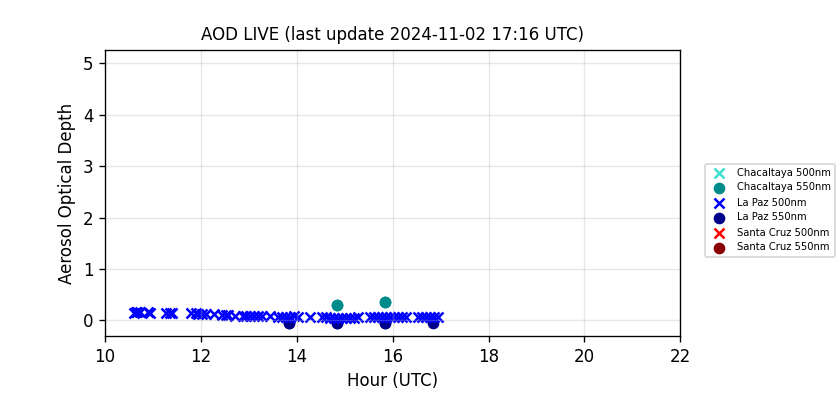 AOD LIVE (last update 2024-11-02 17:16 UTC)
Aerosol Optical Depth
5
4
3
2
1
0
10 12 14 16 18 20 22
Hour (UTC)
Chacaltaya 500nm
Chacaltaya 550nm
La Paz 500nm
La Paz 550nm
Santa Cruz 500nm
Santa Cruz 550nm